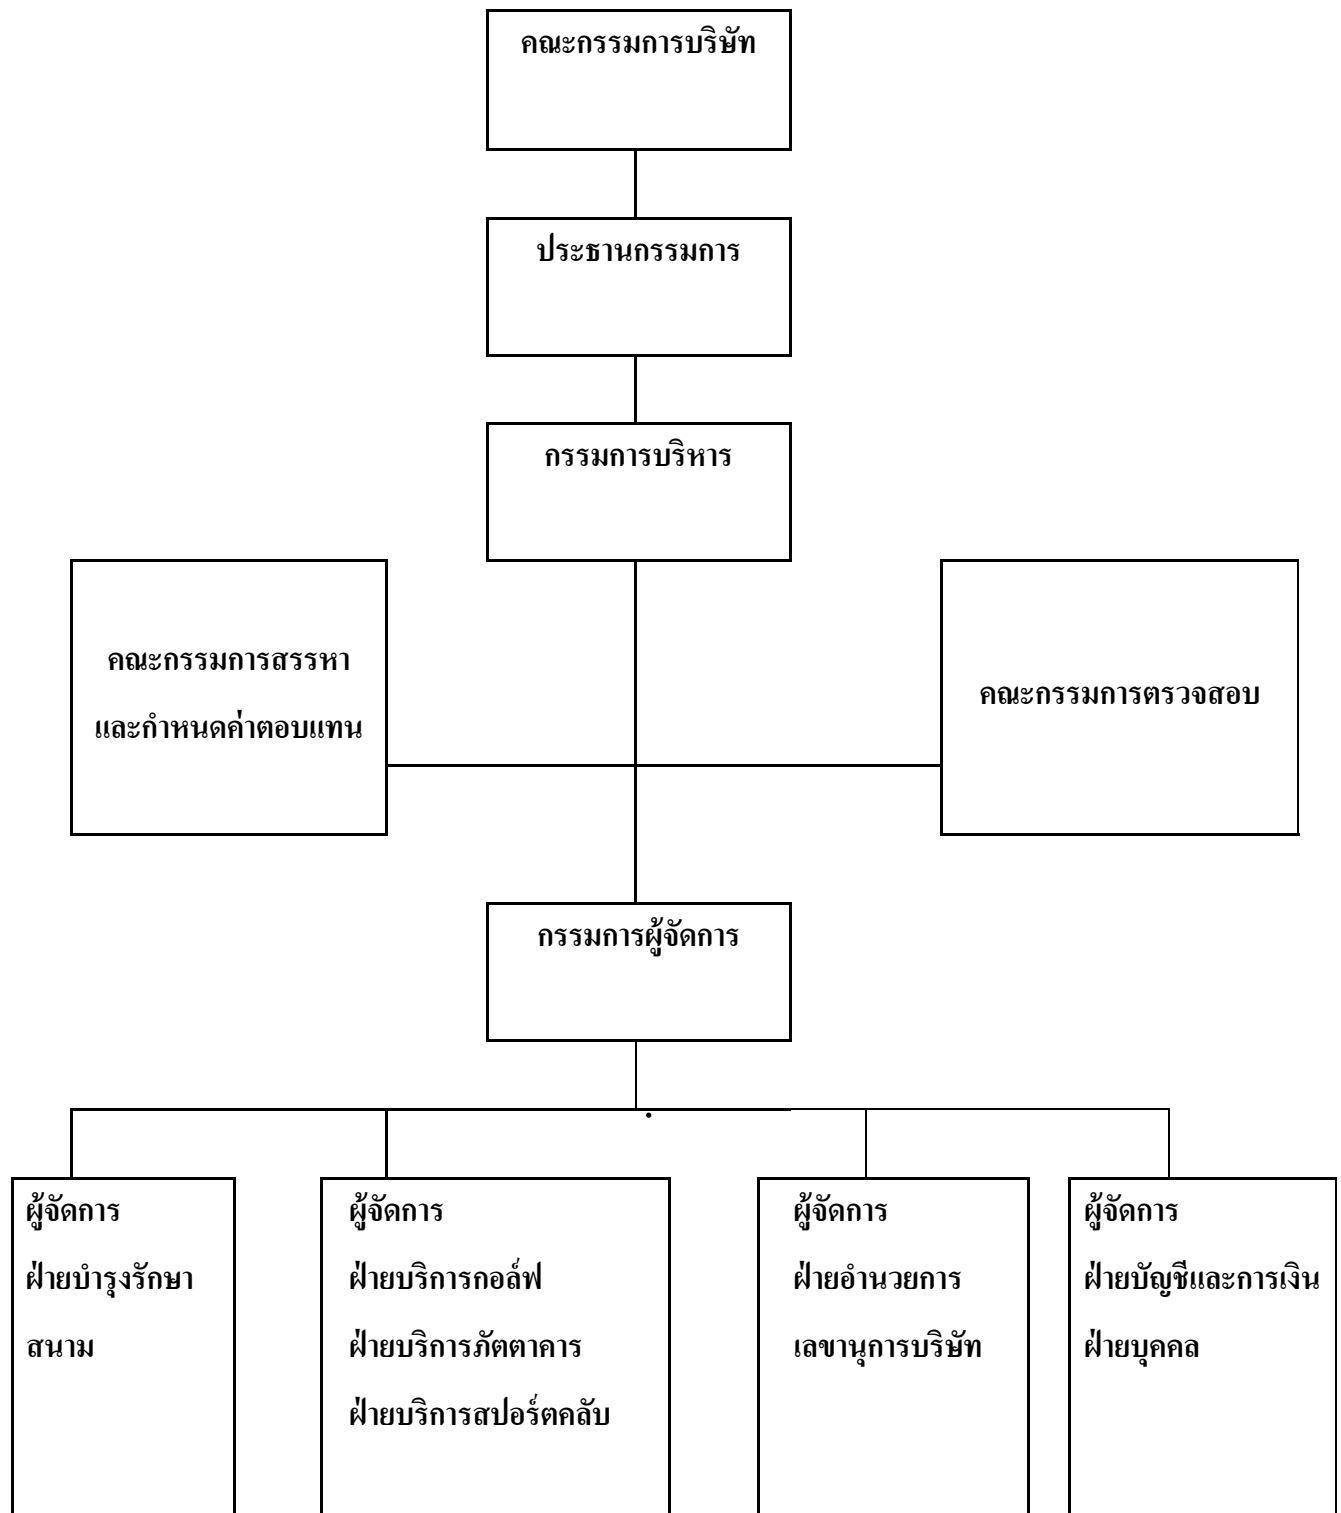 คณะกรรมการบริษัท
ประธานกรรมการ
กรรมการบริหาร
คณะกรรมการสรรหา
และกำหนดค่าตอบแทน
คณะกรรมการตรวจสอบ
กรรมการผู้จัดการ
ผู้จัดการ
ฝ่ายบำรุงรักษา
สนาม
ผู้จัดการ
ฝ่ายบริการกอล์ฟ
ฝ่ายบริการภัตตาคาร
ฝ่ายบริการสปอร์ตคลับ
ผู้จัดการ
ฝ่ายอำนวยการ
เลขานุการบริษัท
ผู้จัดการ
ฝ่ายบัญชีและการเงิน
ฝ่ายบุคคล